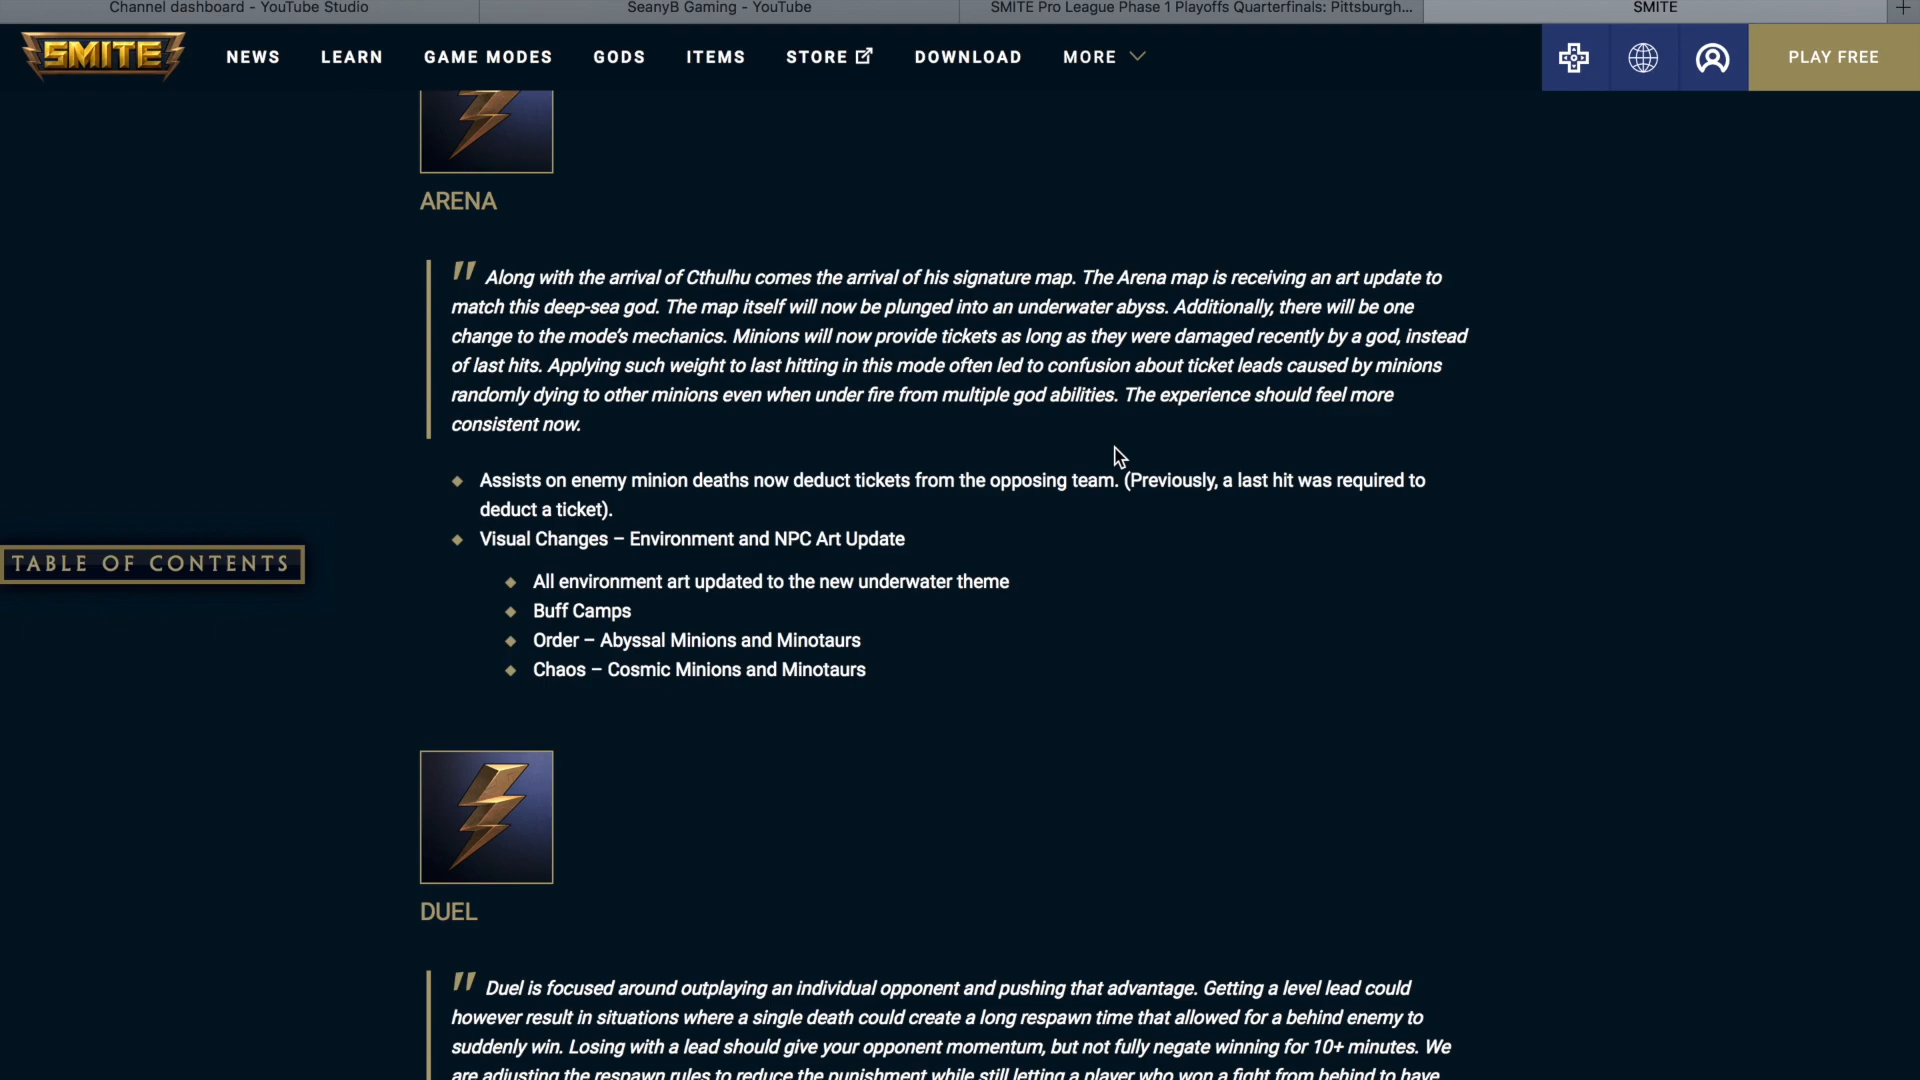 Channel dashboard - YouTube Studio
SeanyB Gaming - YouTube
SMITE Pro League Phase 1 Playoffs Quarterfinals: Pittsburgh...
SMITE
SMITE
NEWS
LEARN
GAME MODES
GODS
ITEMS
STORE
DOWNLOAD
MORE
PLAY FREE
ARENA
" Along with the arrival of Cthulhu comes the arrival of his signature map. The Arena map is receiving an art update to
match this deep-sea god. The map itself will now be plunged into an underwater abyss. Additionally, there will be one
change to the mode's mechanics. Minions will now provide tickets as long as they were damaged recently by a god, instead
of last hits. Applying such weight to last hitting in this mode often led to confusion about ticket leads caused by minions
randomly dying to other minions even when under fire from multiple god abilities. The experience should feel more
consistent now.
Assists on enemy minion deaths now deduct tickets from the opposing team. (Previously, a last hit was required to
deduct a ticket).
Visual Changes – Environment and NPC Art Update
TABLE OF CONTENTS
All environment art updated to the new underwater theme
Buff Camps
Order – Abyssal Minions and Minotaurs
Chaos – Cosmic Minions and Minotaurs
DUEL
" Duel is focused around outplaying an individual opponent and pushing that advantage. Getting a level lead could
however result in situations where a single death could create a long respawn time that allowed for a behind enemy to
suddenly win. Losing with a lead should give your opponent momentum, but not fully negate winning for 10+ minutes. We
are adjusting the respawn rules to reduce the punishment while still letting a player who won a fight from behind to have